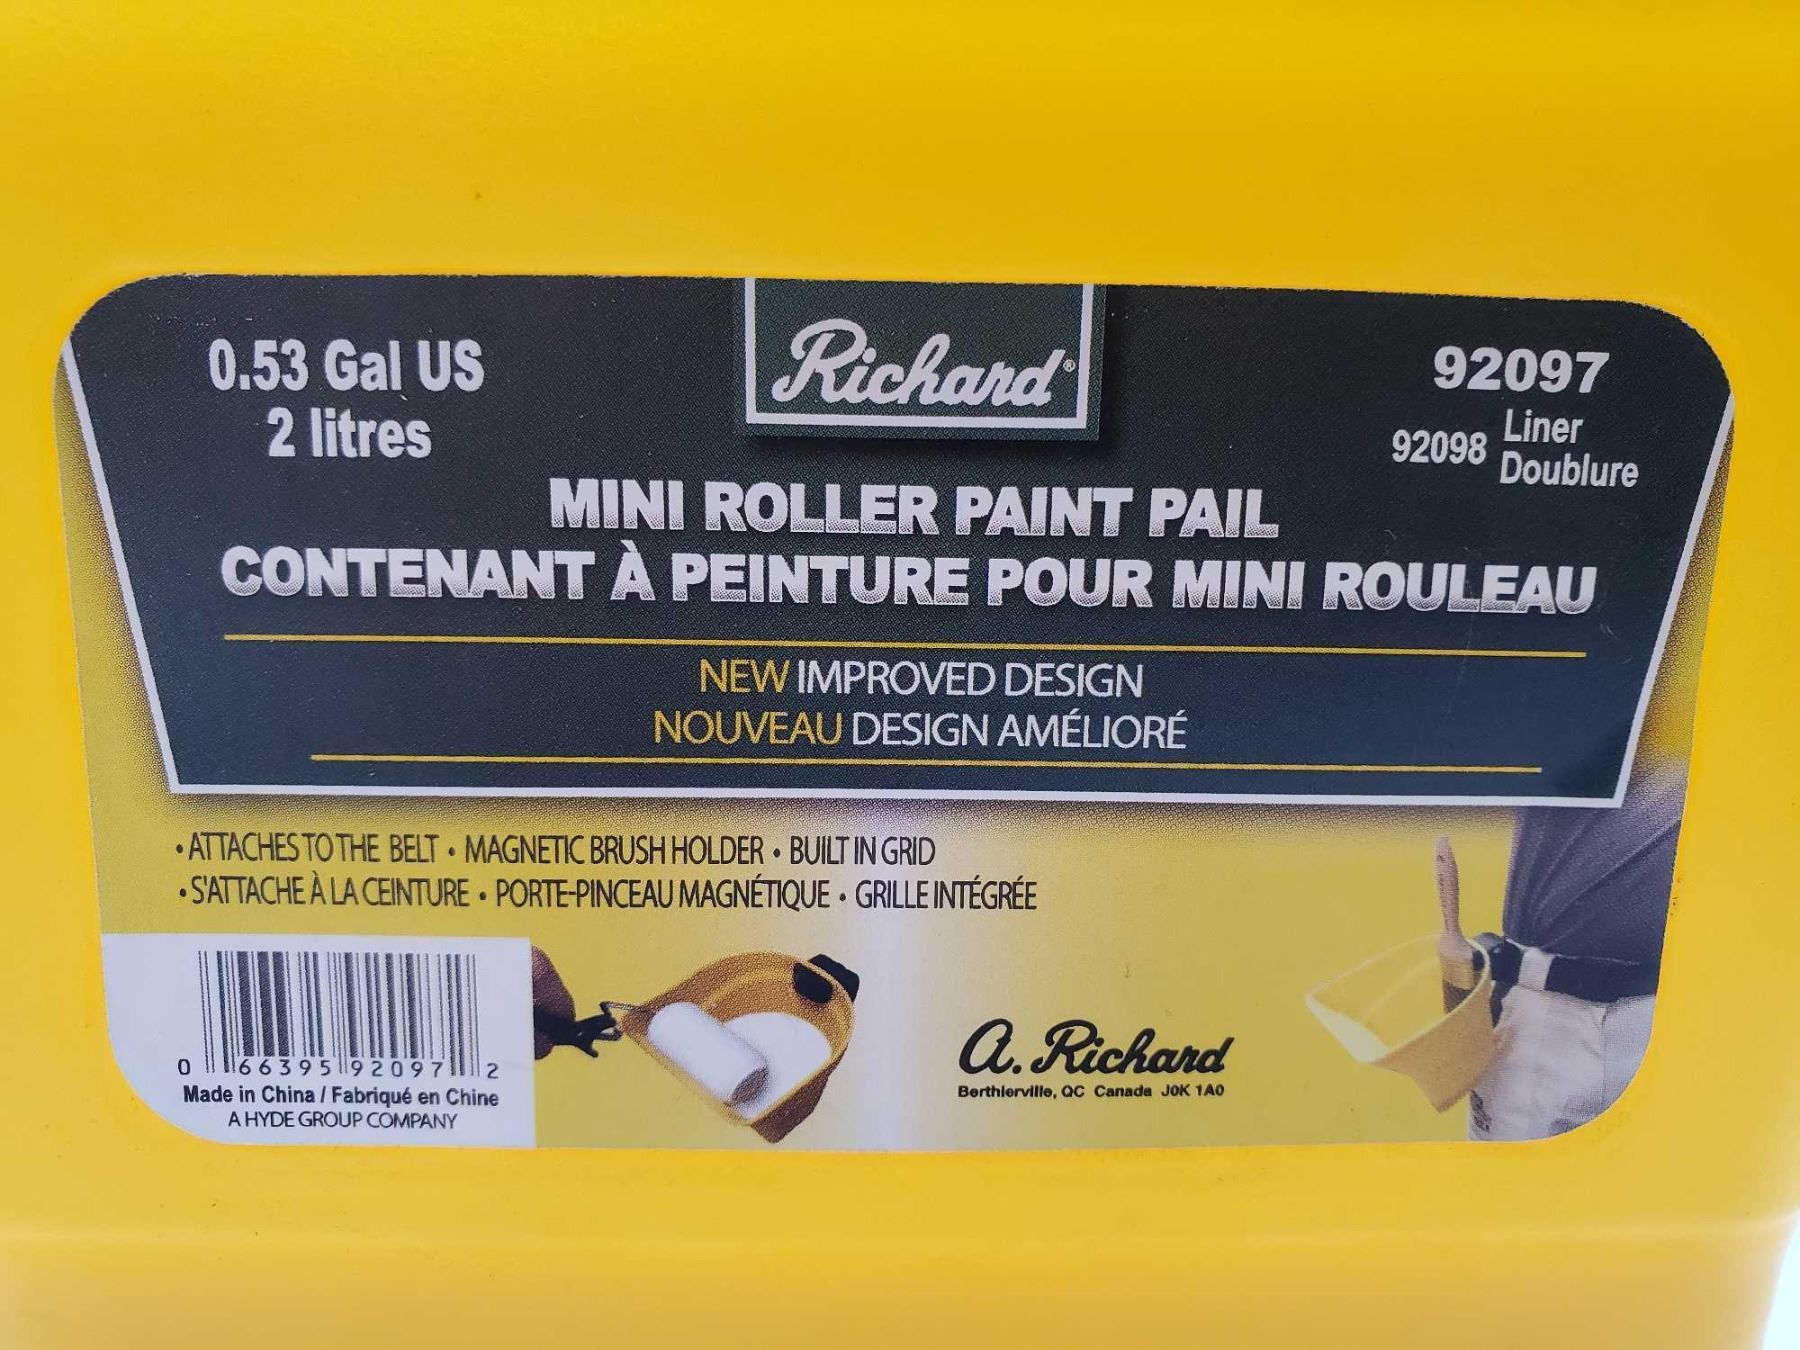 0.53 Gal US
2 litres
Richard®
92097
92098 Liner
Doublure
MINI ROLLER PAINT PAIL
CONTENANT À PEINTURE POUR MINI ROULEAU
NEW IMPROVED DESIGN
NOUVEAU DESIGN AMÉLIORÉ
• ATTACHES TO THE BELT • MAGNETIC BRUSH HOLDER • BUILT IN GRID
• S'ATTACHE À LA CEINTURE • PORTE-PINCEAU MAGNÉTIQUE • GRILLE INTÉGRÉE
0 66395 92097 2
Made in China / Fabriqué en Chine
A HYDE GROUP COMPANY
A. Richard
Berthierville, QC Canada J0K 1A0